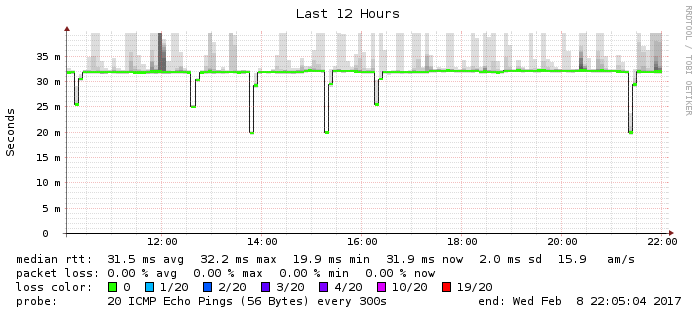 Last 12 Hours
RRDTOOL / TOBI OETIKER
Seconds
35 m
30 m
25 m
20 m
15 m
10 m
5 m
0
12:00 14:00 16:00 18:00 20:00 22:00
median rtt: 31.5 ms avg 32.2 ms max 19.9 ms min 31.9 ms now 2.0 ms sd 15.9 am/s
packet loss: 0.00 % avg 0.00 % max 0.00 % min 0.00 % now
loss color: 0 1/20 2/20 3/20 4/20 10/20 19/20
probe: 20 ICMP Echo Pings (56 Bytes) every 300s end: Wed Feb 8 22:05:04 2017